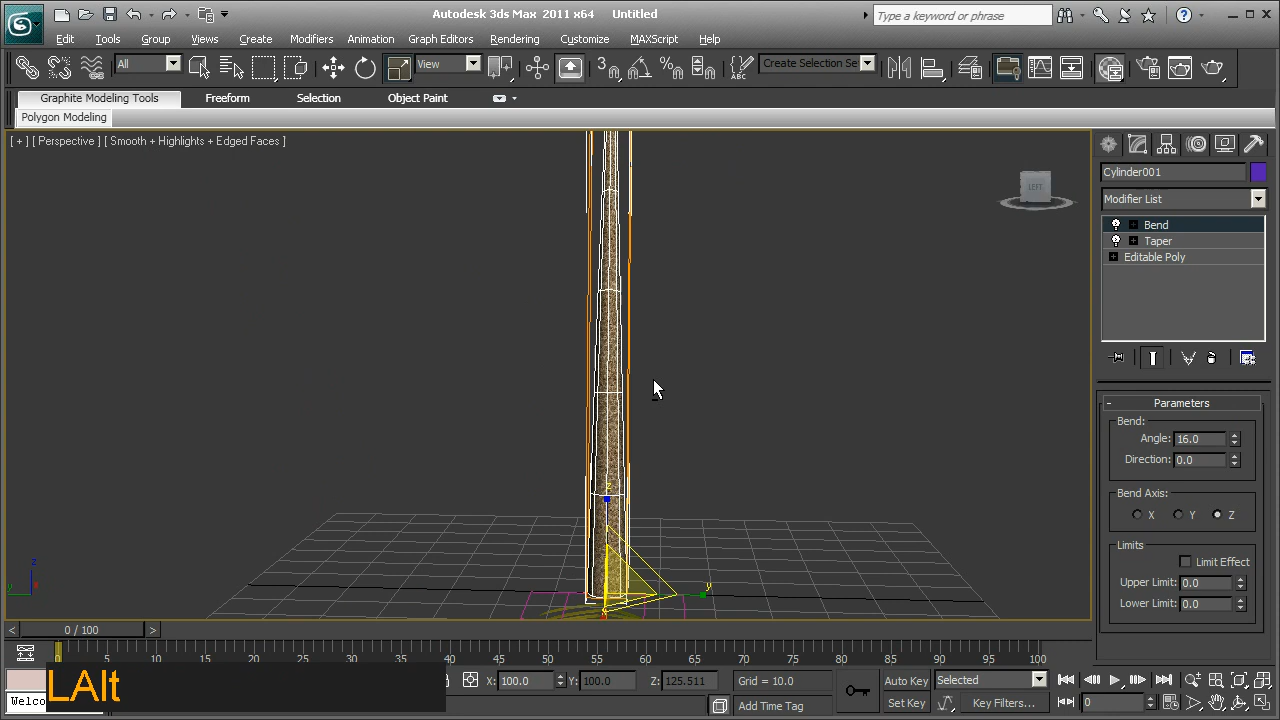 Autodesk 3ds Max 2011 x64 Untitled
Type a keyword or phrase
Edit Tools Group Views Create Modifiers Animation Graph Editors Rendering Customize MAXScript Help
All View 3 Create Selection Se
Graphite Modeling Tools Freeform Selection Object Paint
Polygon Modeling
[ + ] [ Perspective ] [ Smooth + Highlights + Edged Faces ]
LEFT
Cylinder001
Modifier List
Bend
Taper
Editable Poly
Parameters
Bend:
Angle: 16.0
Direction: 0.0
Bend Axis:
X Y Z
Limits
Limit Effect
Upper Limit: 0.0
Lower Limit: 0.0
z
y
z
y
0 / 100
0 5 10 15 20 25 30 35 40 45 50 55 60 65 70 75 80 85 90 95 100
X: 100.0 Y: 100.0 Z: 125.511 Grid = 10.0 Auto Key Selected
LAlt
Welco
Add Time Tag Set Key Key Filters... 0